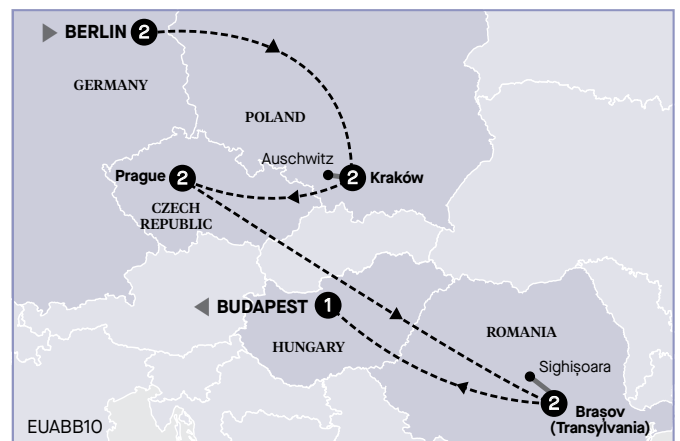 BERLIN 2
GERMANY
POLAND
Auschwitz
2 Kraków
Prague 2
CZECH
REPUBLIC
BUDAPEST 1
HUNGARY
ROMANIA
Sighișoara
2 Brașov
(Transylvania)
EUABB10